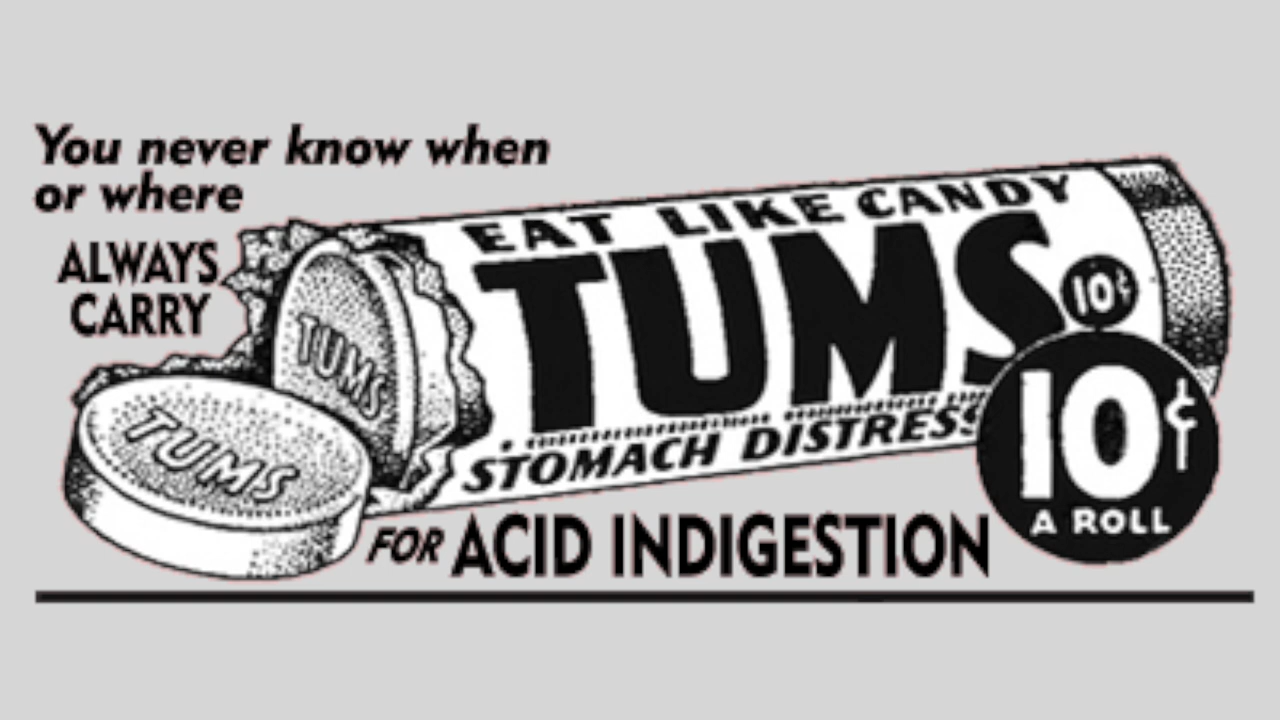 You never know when
or where
ALWAYS
CARRY
EAT LIKE CANDY
TUMS
10¢
STOMACH DISTRESS
TUMS
TUMS
10¢
A ROLL
FOR ACID INDIGESTION